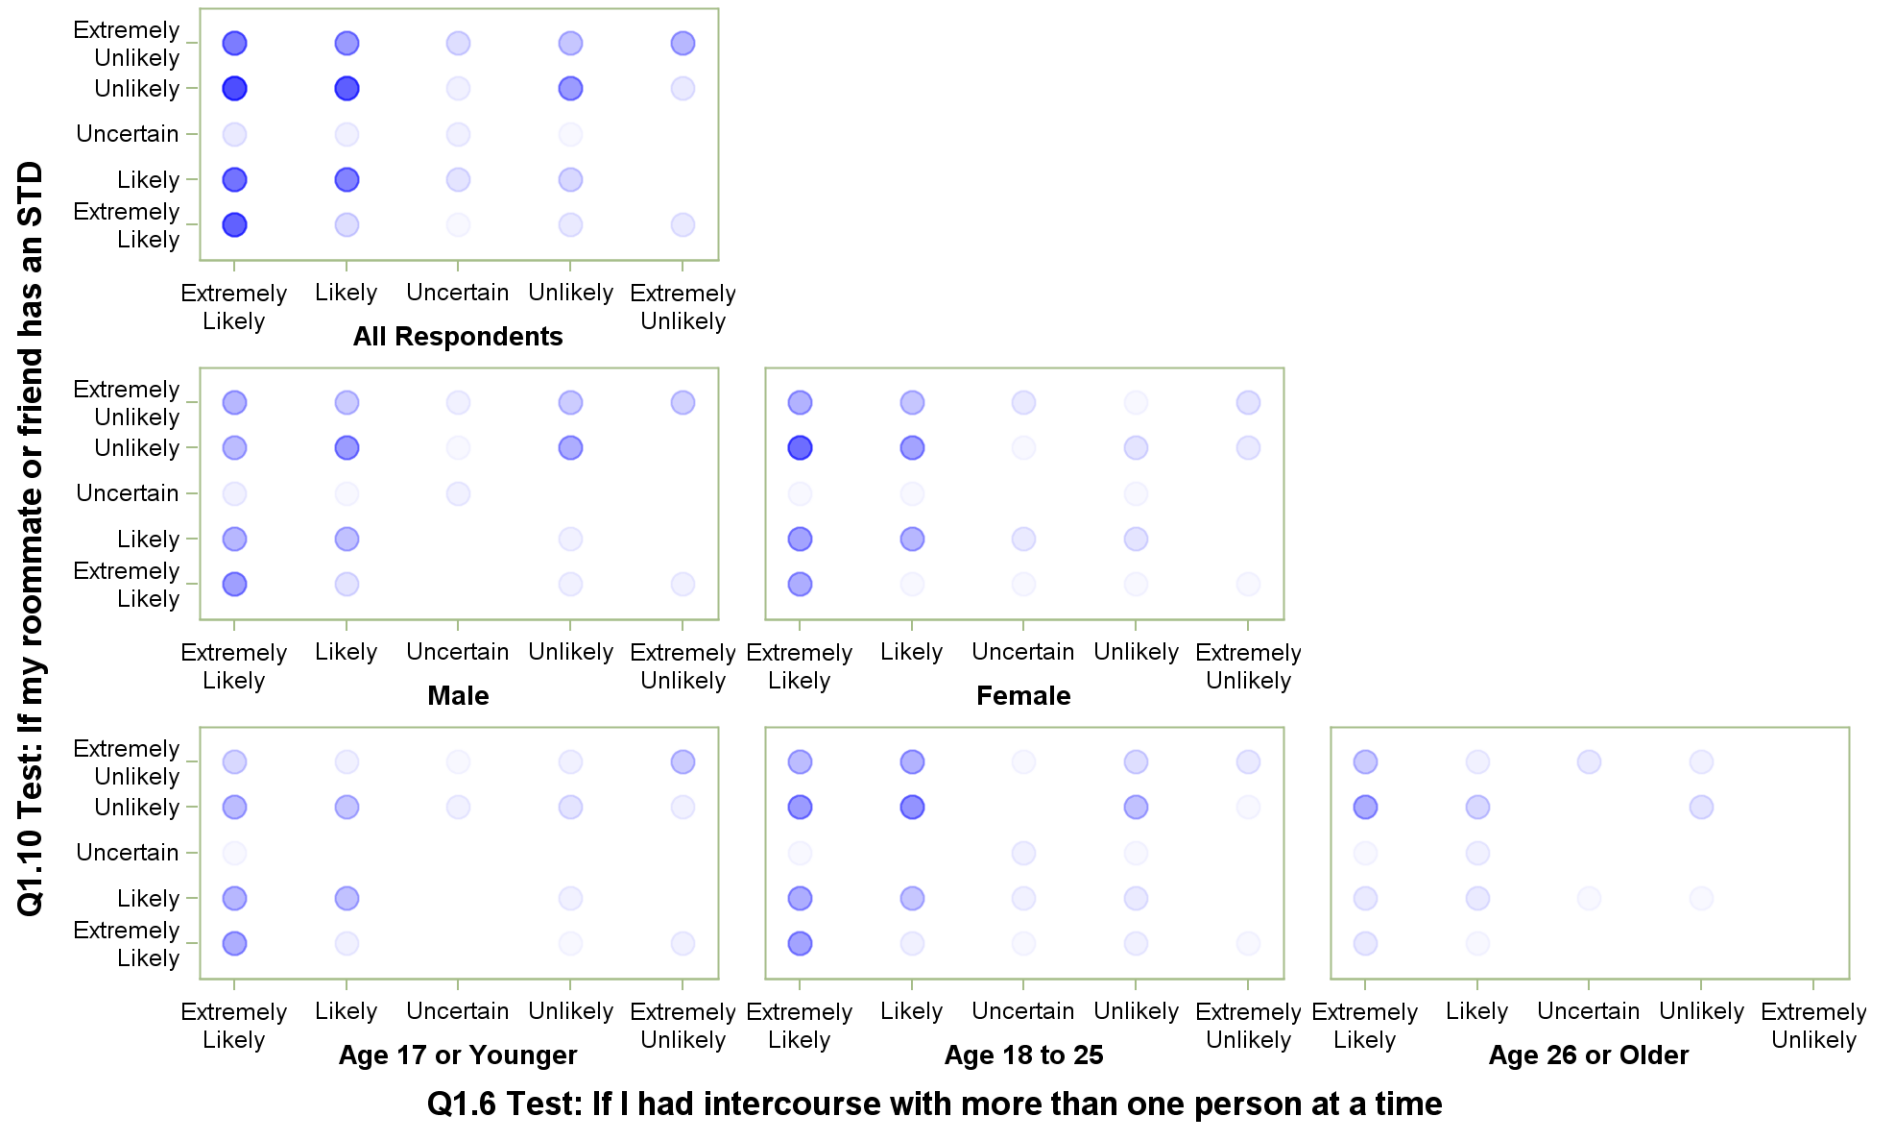 Q1.10 Test: If my roommate or friend has an STD
Extremely
Unlikely
Unlikely
Uncertain
Likely
Extremely
Likely
Extremely
Likely
Likely
Uncertain
Unlikely
Extremely
Unlikely
All Respondents
Extremely
Unlikely
Unlikely
Uncertain
Likely
Extremely
Likely
Extremely
Likely
Likely
Uncertain
Unlikely
Extremely
Unlikely
Male
Extremely
Likely
Likely
Uncertain
Unlikely
Extremely
Unlikely
Female
Extremely
Unlikely
Unlikely
Uncertain
Likely
Extremely
Likely
Extremely
Likely
Likely
Uncertain
Unlikely
Extremely
Unlikely
Age 17 or Younger
Extremely
Likely
Likely
Uncertain
Unlikely
Extremely
Unlikely
Age 18 to 25
Extremely
Likely
Likely
Uncertain
Unlikely
Extremely
Unlikely
Age 26 or Older
Q1.6 Test: If I had intercourse with more than one person at a time